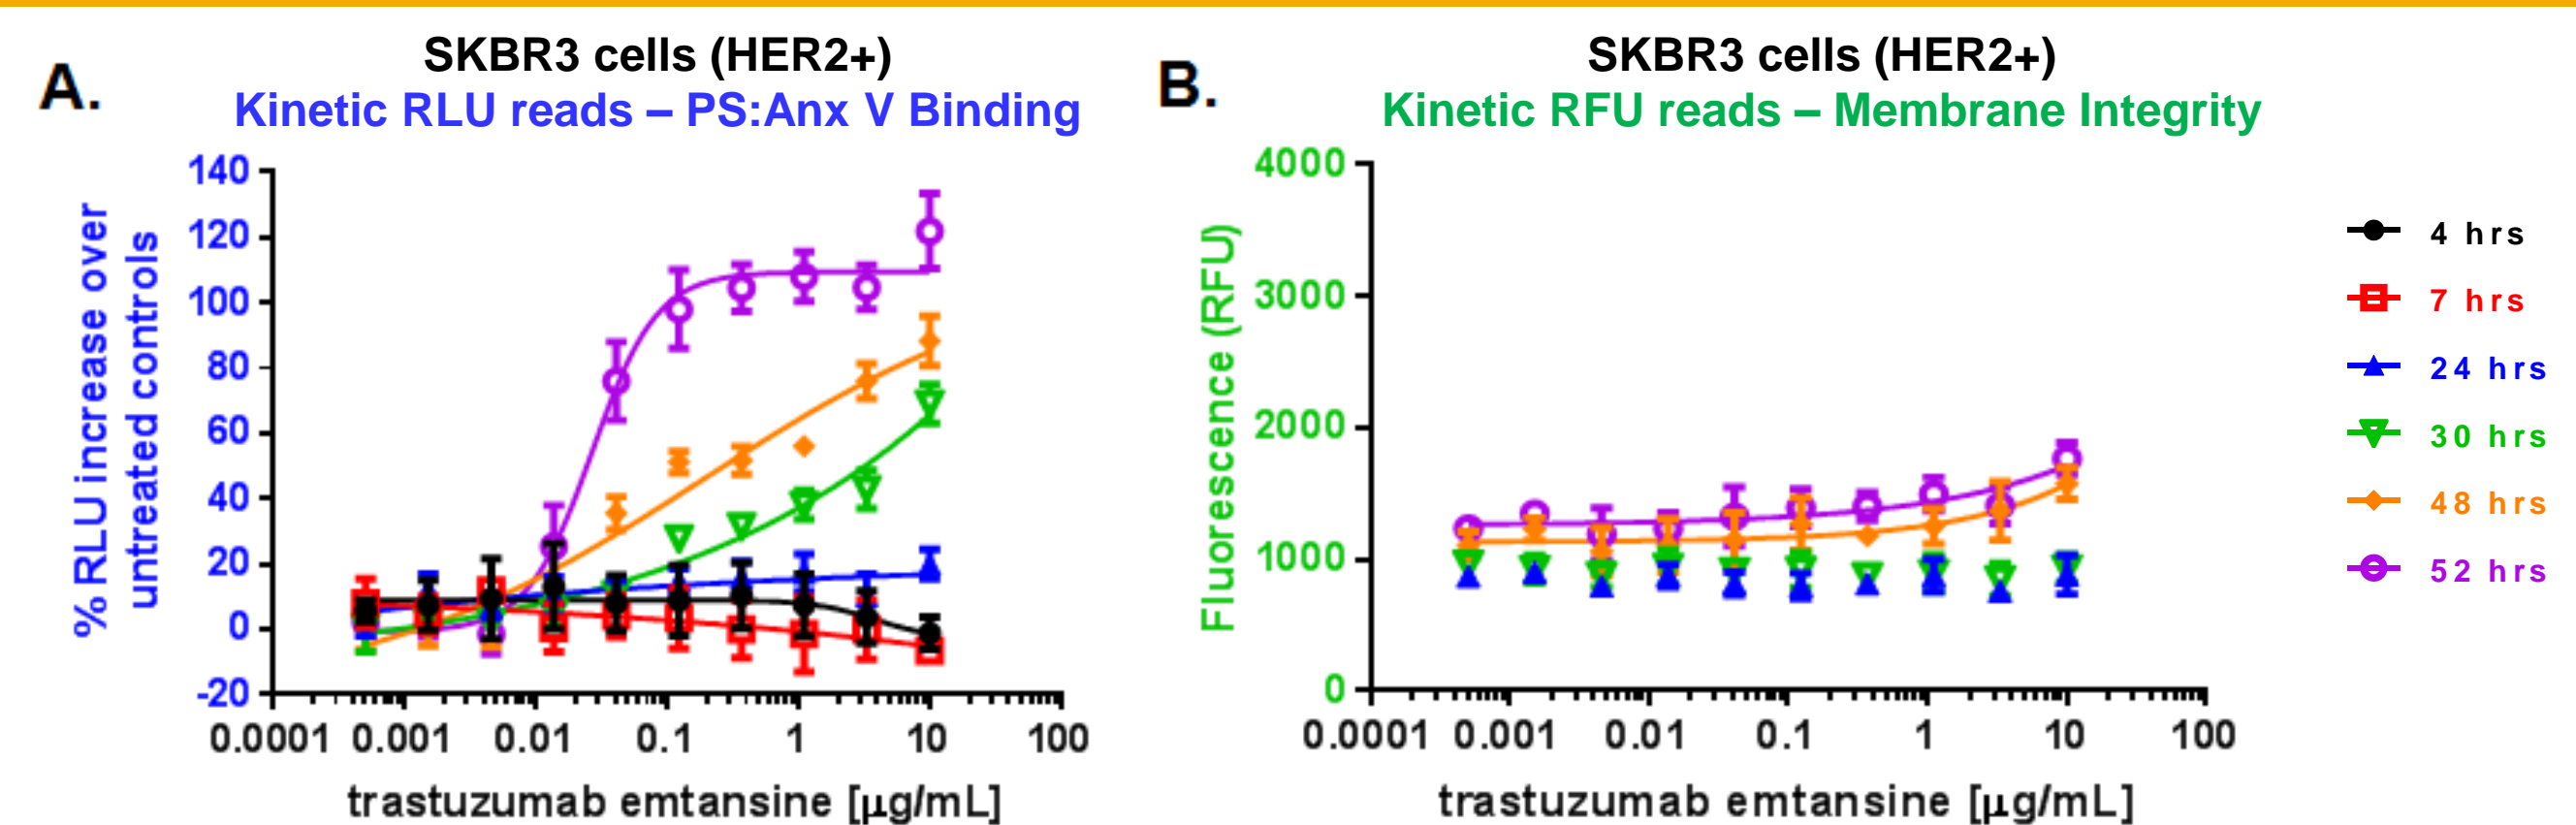 A.
SKBR3 cells (HER2+)
Kinetic RLU reads – PS:Anx V Binding
% RLU increase over
untreated controls
140
120
100
80
60
40
20
0
-20
0.0001 0.001 0.01 0.1 1 10 100
trastuzumab emtansine [μg/mL]
B.
SKBR3 cells (HER2+)
Kinetic RFU reads – Membrane Integrity
Fluorescence (RFU)
4000
3000
2000
1000
0
0.0001 0.001 0.01 0.1 1 10 100
trastuzumab emtansine [μg/mL]
4 hrs
7 hrs
24 hrs
30 hrs
48 hrs
52 hrs